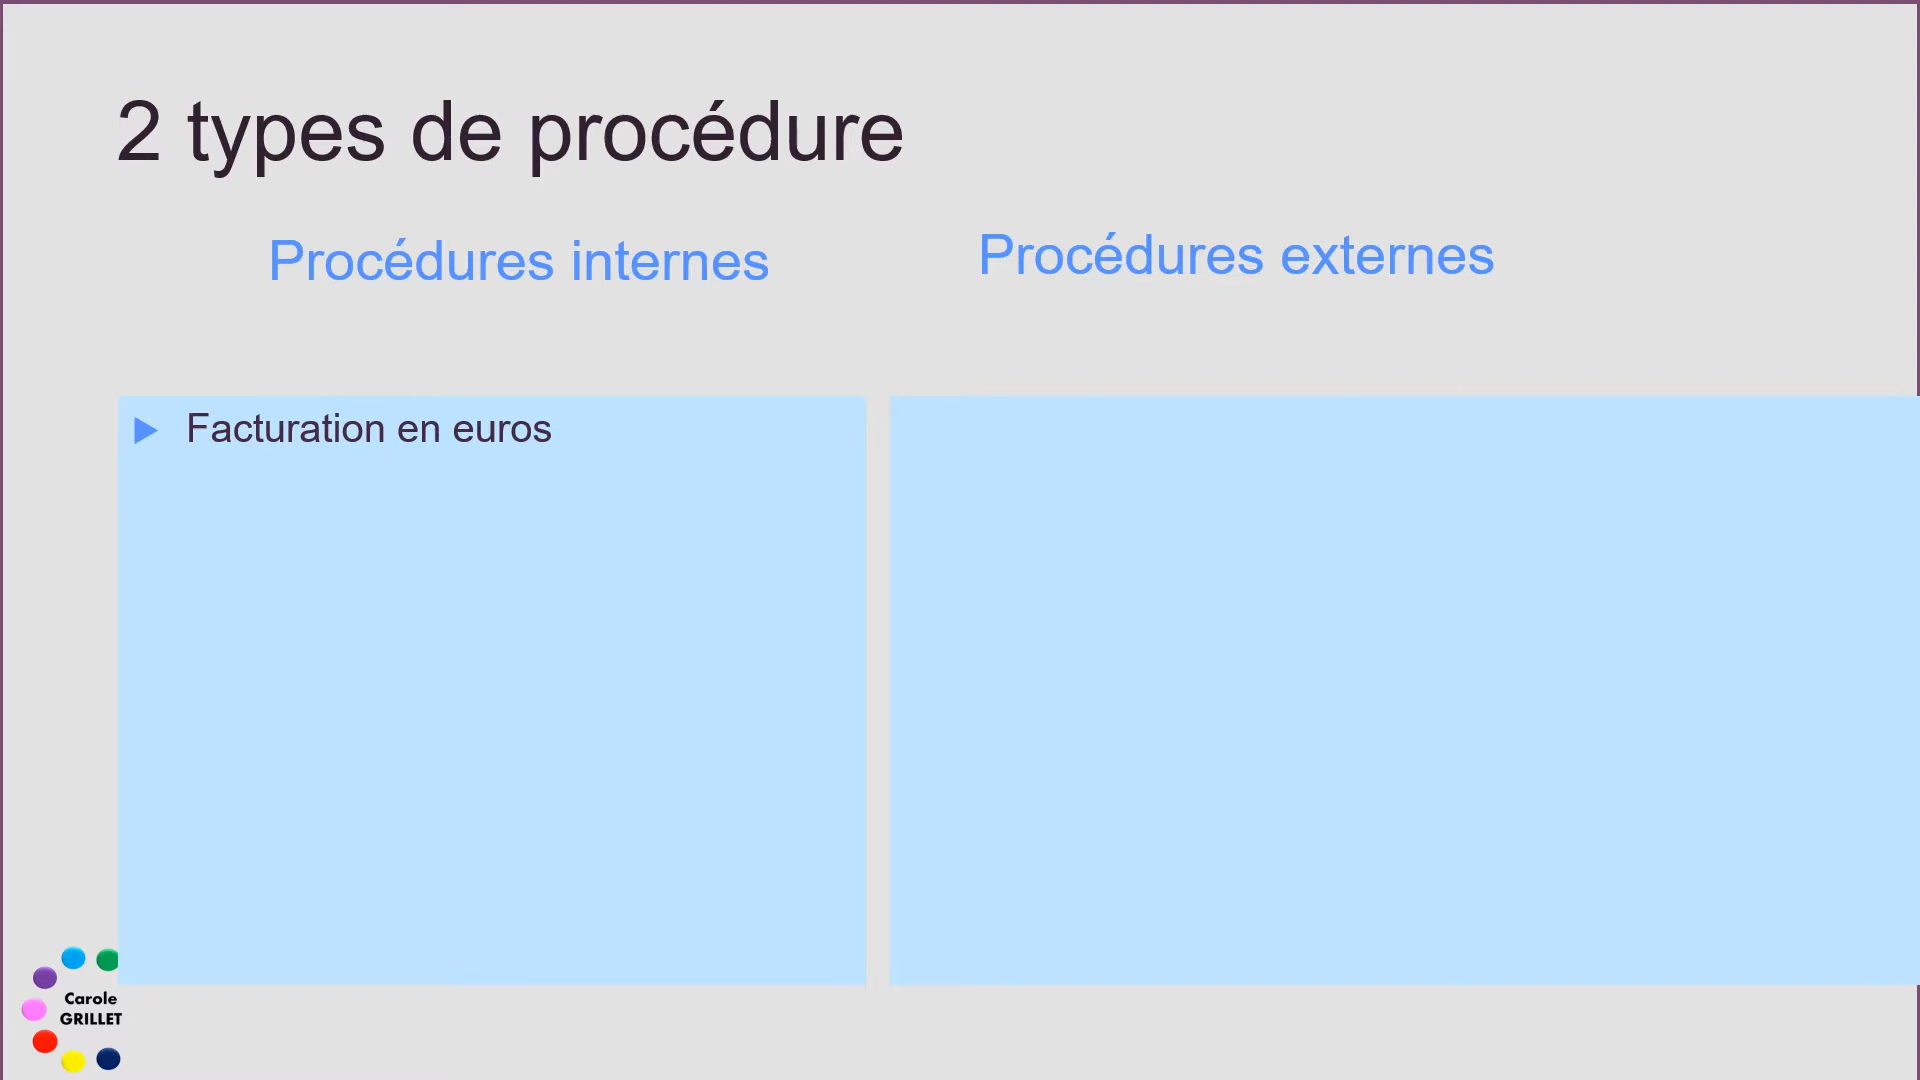 2 types de procédure
Procédures internes
Procédures externes
Facturation en euros
Carole
GRILLET